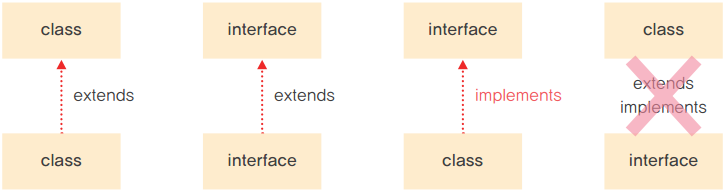 class
interface
interface
class
extends
extends
implements
extends
implements
class
interface
class
interface